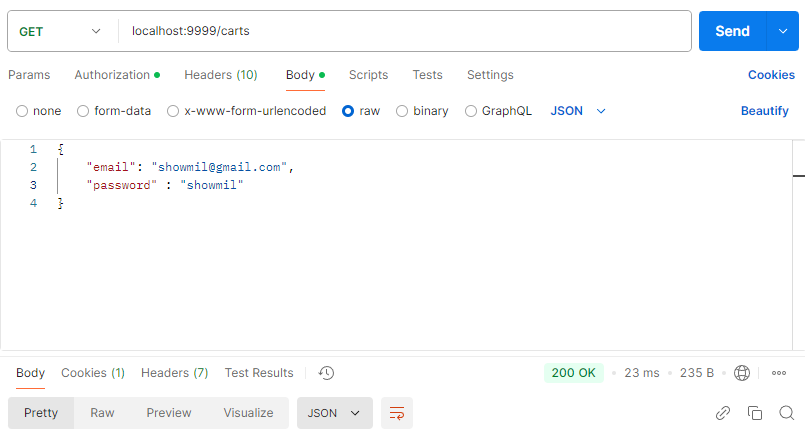 GET localhost:9999/carts Send
Params Authorization Headers (10) Body Scripts Tests Settings Cookies
none form-data x-www-form-urlencoded raw binary GraphQL JSON Beautify
1 {
2 "email": "showmil@gmail.com",
3 "password" : "showmil"
4 }
Body Cookies (1) Headers (7) Test Results 200 OK 23 ms 235 B
Pretty Raw Preview Visualize JSON